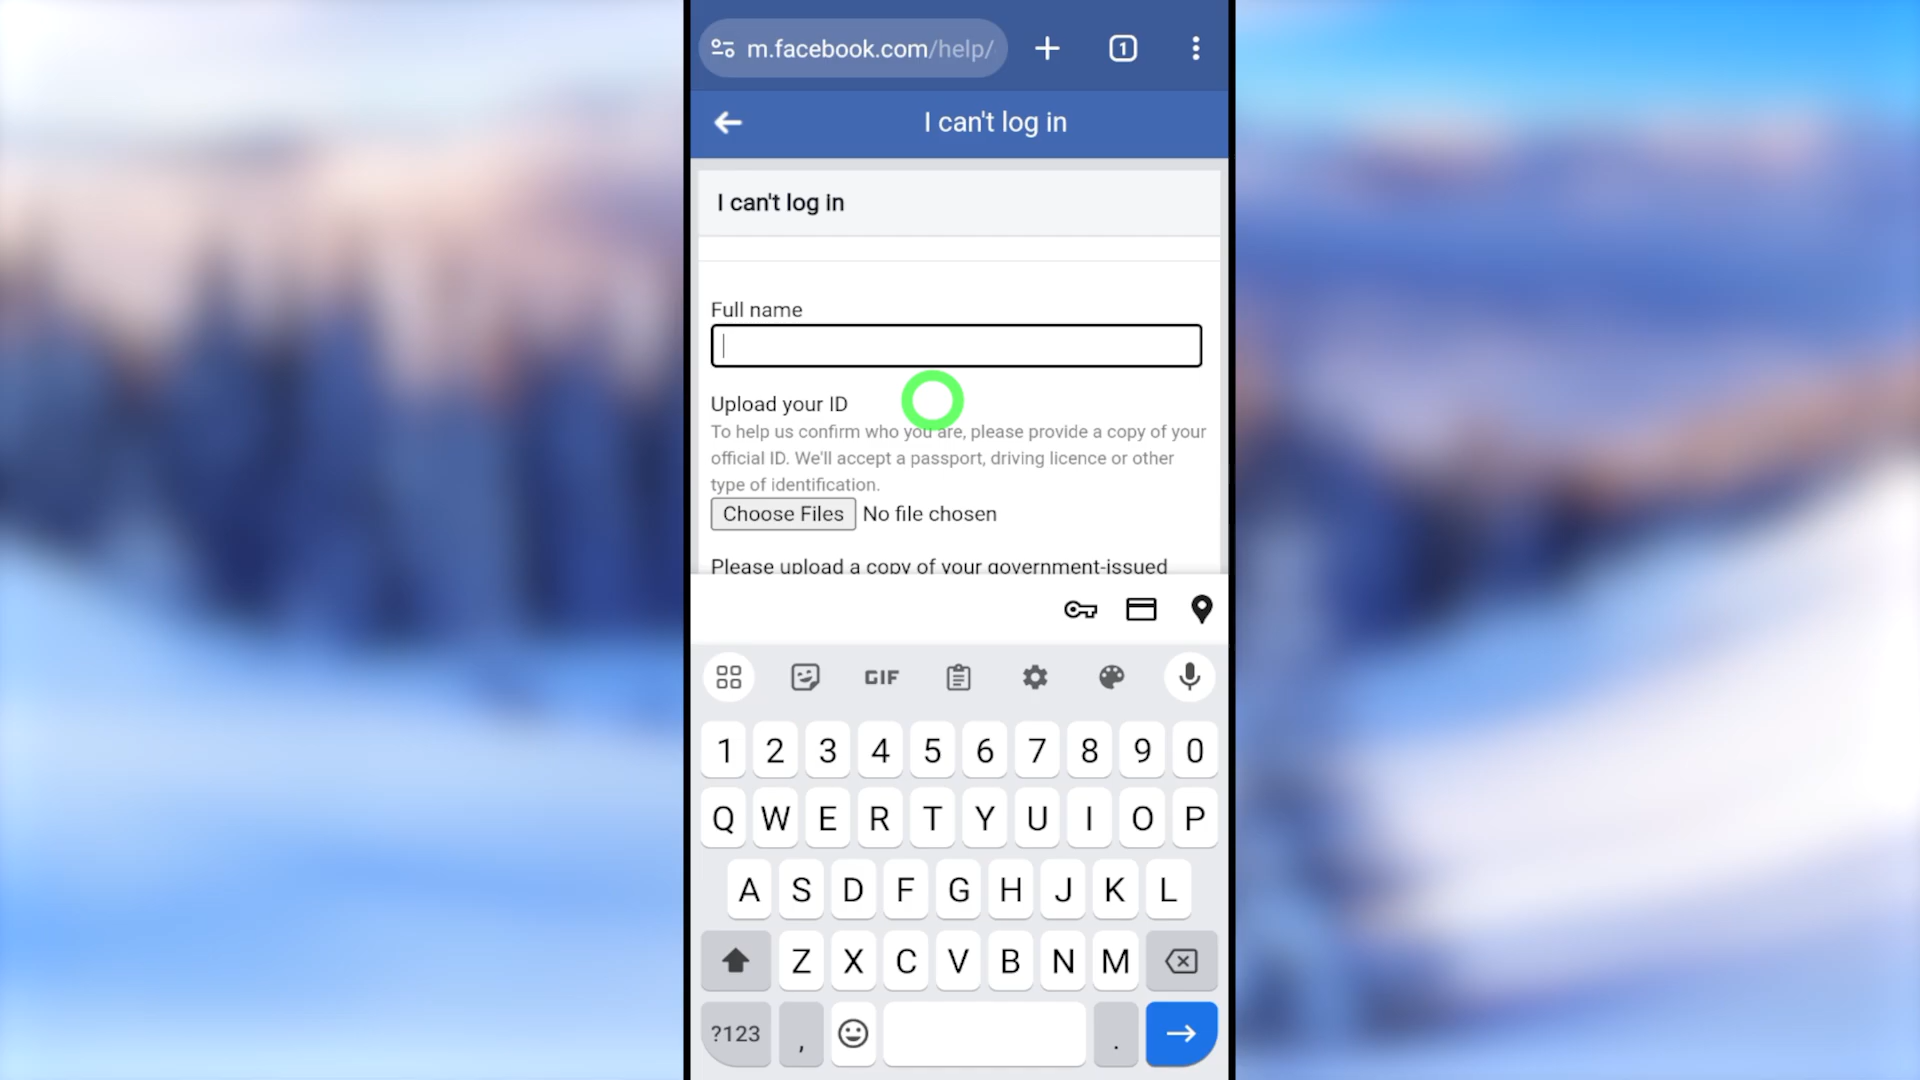 m.facebook.com/help/
1
I can't log in
I can't log in
Full name
Upload your ID
To help us confirm who you are, please provide a copy of your
official ID. We'll accept a passport, driving licence or other
type of identification.
Choose Files No file chosen
Please upload a copy of your government-issued
GIF
1 2 3 4 5 6 7 8 9 0
Q W E R T Y U I O P
A S D F G H J K L
Z X C V B N M
?123 , .